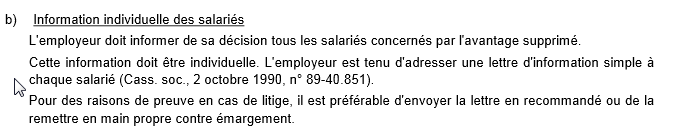 b) Information individuelle des salariés
L'employeur doit informer de sa décision tous les salariés concernés par l'avantage supprimé.
Cette information doit être individuelle. L'employeur est tenu d'adresser une lettre d'information simple à
chaque salarié (Cass. soc., 2 octobre 1990, n° 89-40.851).
Pour des raisons de preuve en cas de litige, il est préférable d'envoyer la lettre en recommandé ou de la
remettre en main propre contre émargement.